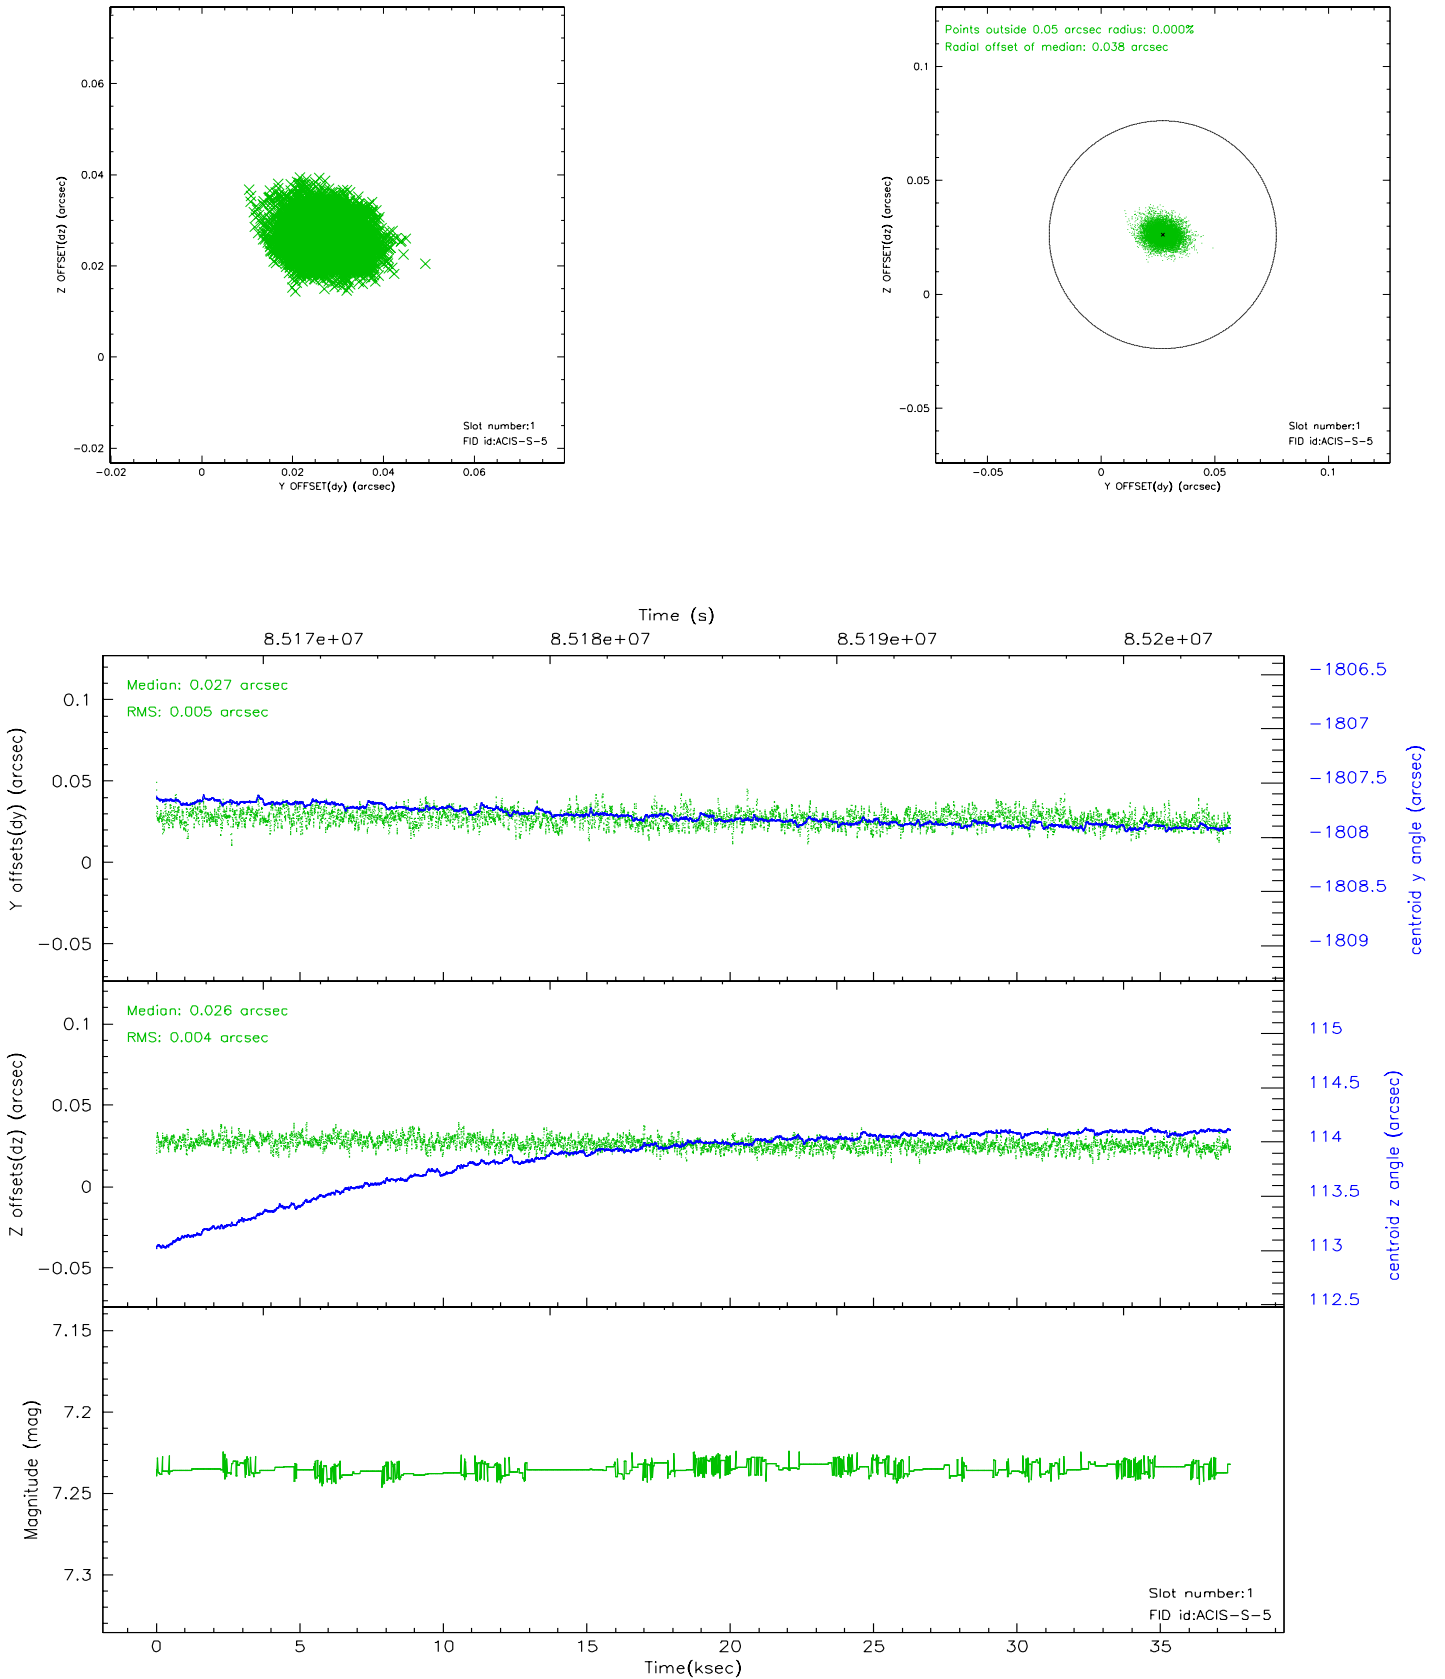 0.06
0.04
0.02
0
−0.02
Z OFFSET(dz) (arcsec)
Slot number:1
FID id:ACIS−S−5
−0.02
0
0.02
0.04
0.06
Y OFFSET(dy) (arcsec)
Points outside 0.05 arcsec radius: 0.000%
Radial offset of median: 0.038 arcsec
0.1
0.05
0
−0.05
Z OFFSET(dz) (arcsec)
Slot number:1
FID id:ACIS−S−5
−0.05
0
0.05
0.1
Y OFFSET(dy) (arcsec)
Time (s)
8.517e+07
8.518e+07
8.519e+07
8.52e+07
Median: 0.027 arcsec
RMS: 0.005 arcsec
0.1
0.05
0
−0.05
Y offsets(dy) (arcsec)
−1806.5
−1807
−1807.5
−1808
−1808.5
−1809
centroid y angle (arcsec)
Median: 0.026 arcsec
RMS: 0.004 arcsec
0.1
0.05
0
−0.05
Z offsets(dz) (arcsec)
115
114.5
114
113.5
113
112.5
centroid z angle (arcsec)
7.15
7.2
7.25
7.3
Magnitude (mag)
Slot number:1
FID id:ACIS−S−5
0
5
10
15
20
25
30
35
Time(ksec)